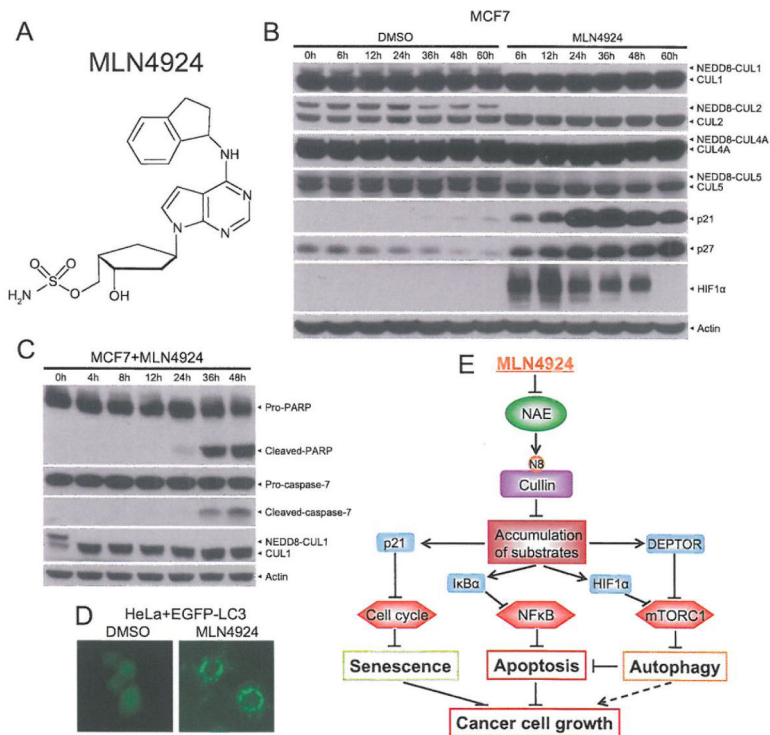 A
MLN4924
NH
N
N
N
O
O
S
H₂N
O
OH
B
MCF7
DMSO
MLN4924
0h 6h 12h 24h 36h 48h 60h 6h 12h 24h 36h 48h 60h
NEDD8-CUL1
CUL1
NEDD8-CUL2
CUL2
NEDD8-CUL4A
CUL4A
NEDD8-CUL5
CUL5
p21
p27
HIF1α
Actin
C
MCF7+MLN4924
0h 4h 8h 12h 24h 36h 48h
Pro-PARP
Cleaved-PARP
Pro-caspase-7
Cleaved-caspase-7
NEDD8-CUL1
CUL1
Actin
D
HeLa+EGFP-LC3
DMSO
MLN4924
E
MLN4924
NAE
N8
Cullin
Accumulation
of substrates
p21
DEPTOR
IκBα
HIF1α
Cell cycle
NFκB
mTORC1
Senescence
Apoptosis
Autophagy
Cancer cell growth